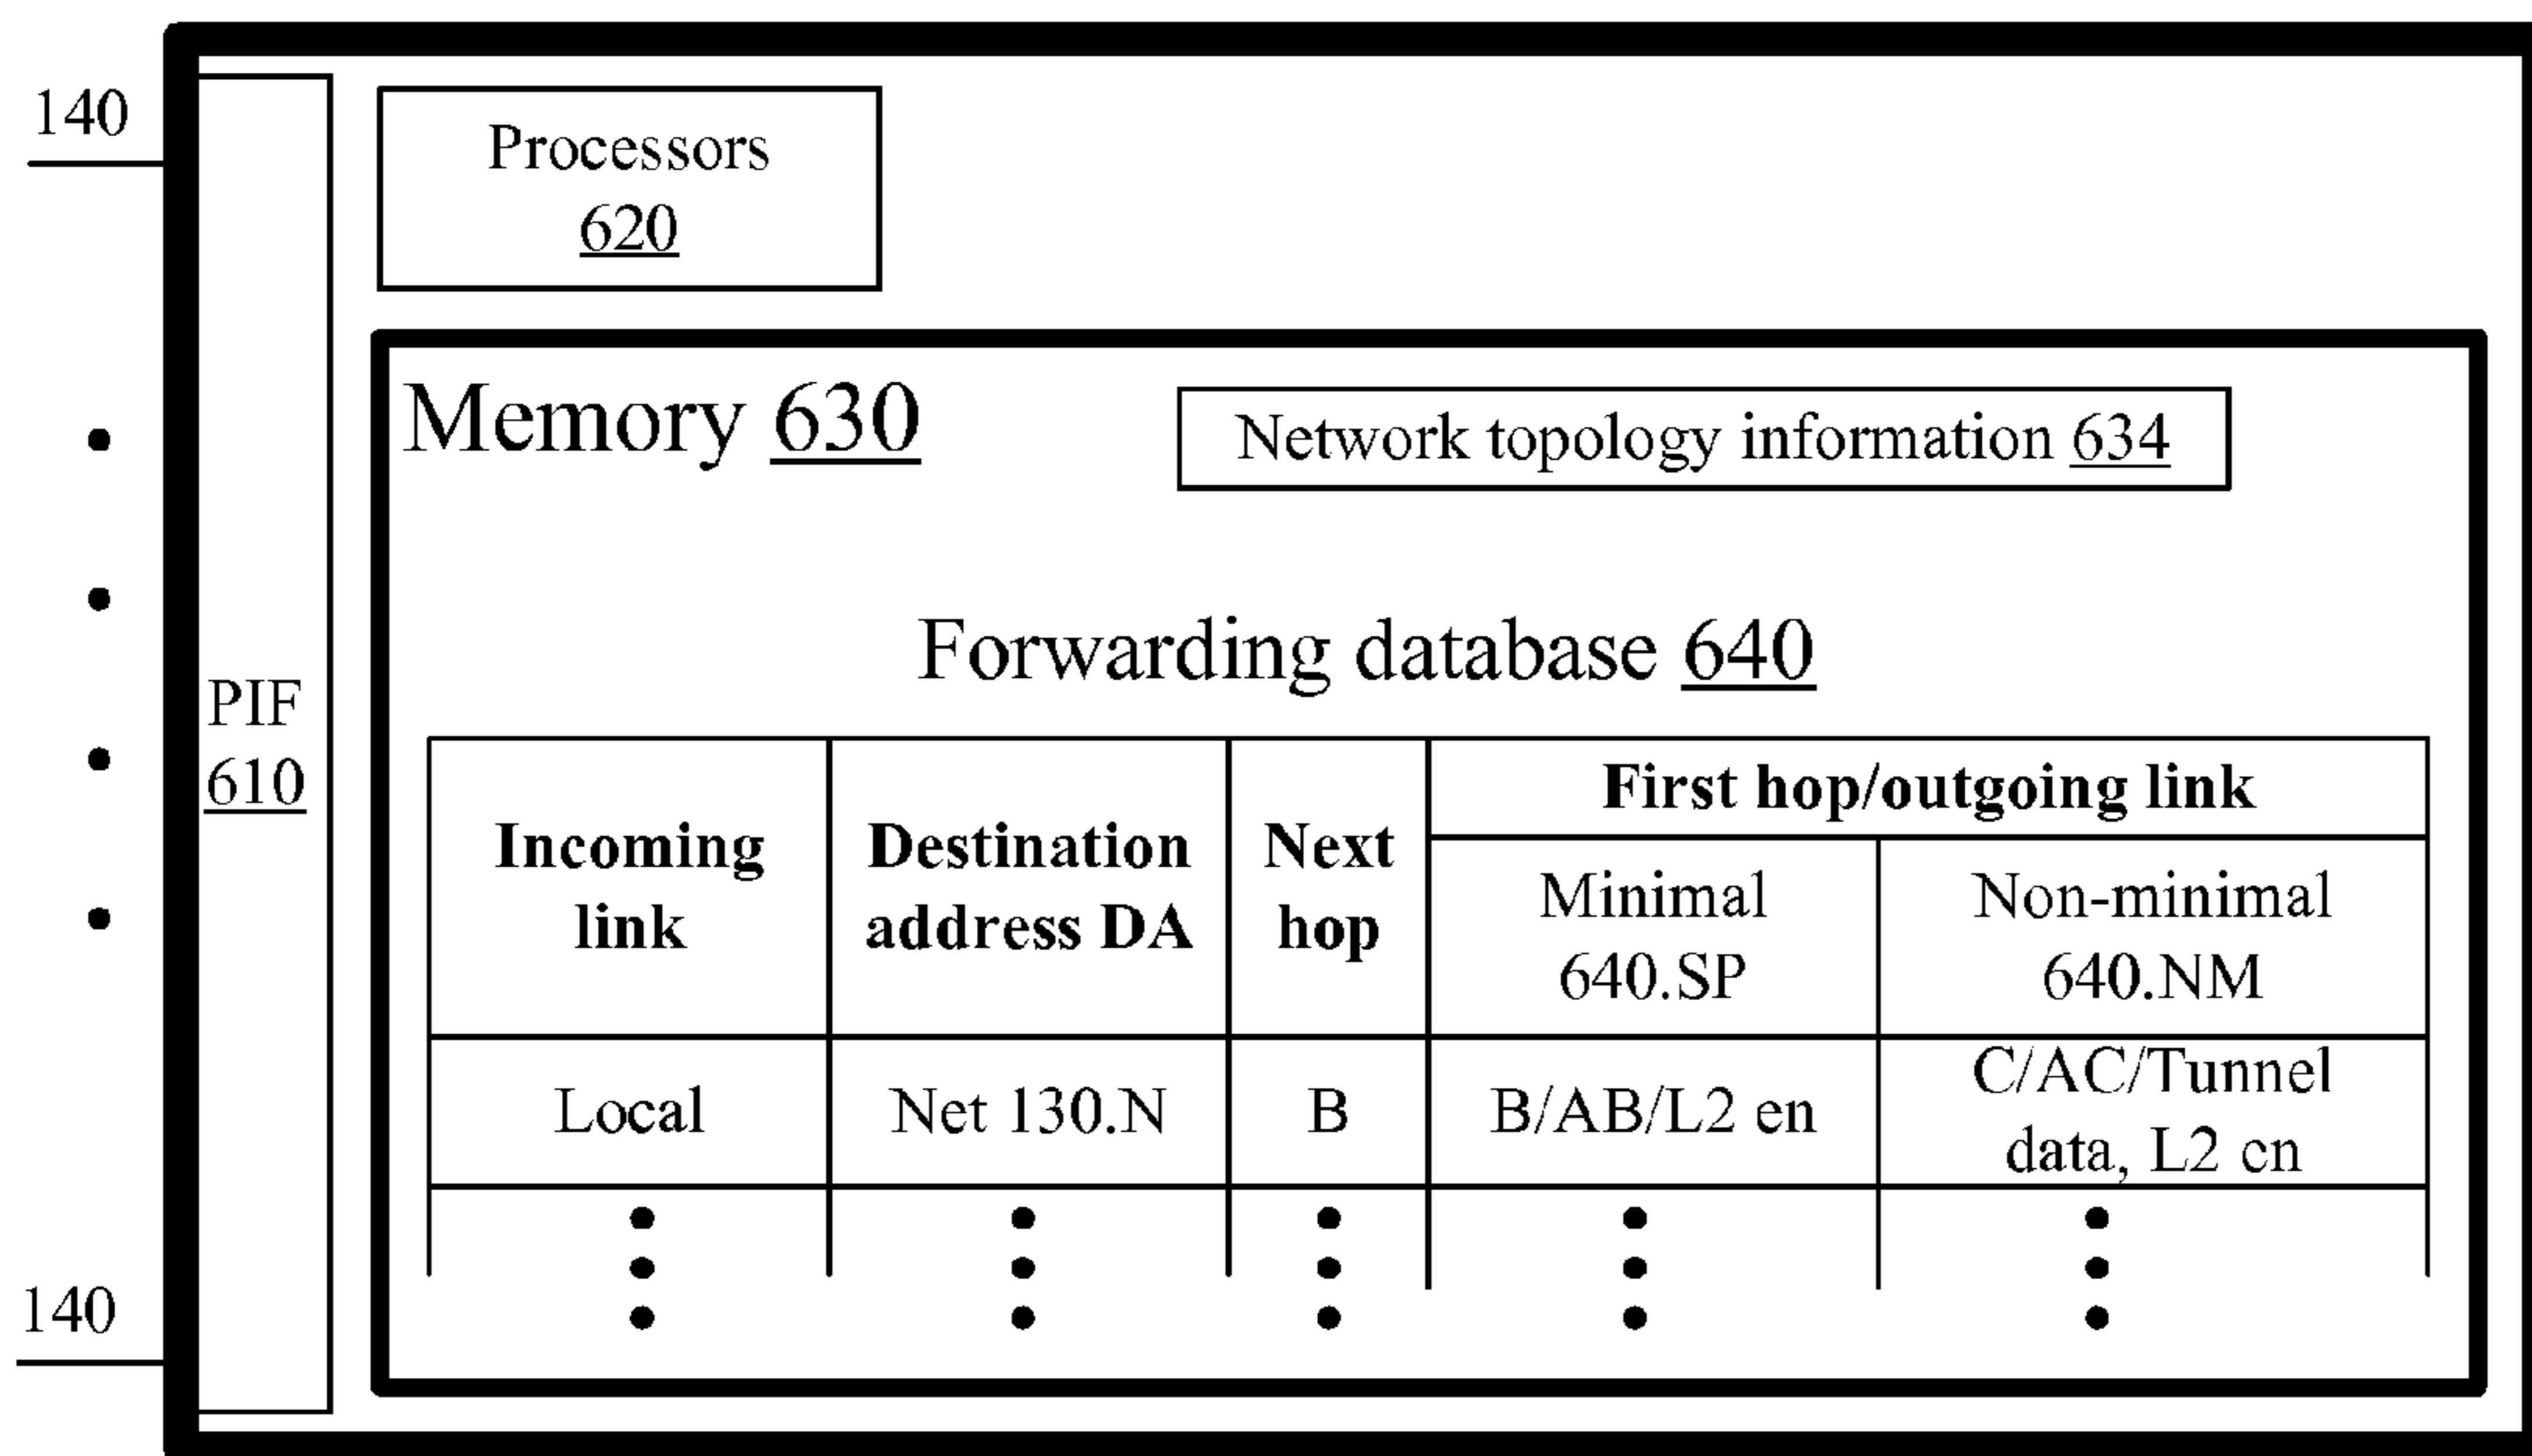 140
Processors
620
Memory 630
Network topology information 634
Forwarding database 640
PIF
610
Incoming
link
Destination
address DA
Next
hop
First hop/outgoing link
Minimal
640.SP
Non-minimal
640.NM
Local
Net 130.N
B
B/AB/L2 en
C/AC/Tunnel
data, L2 cn
140